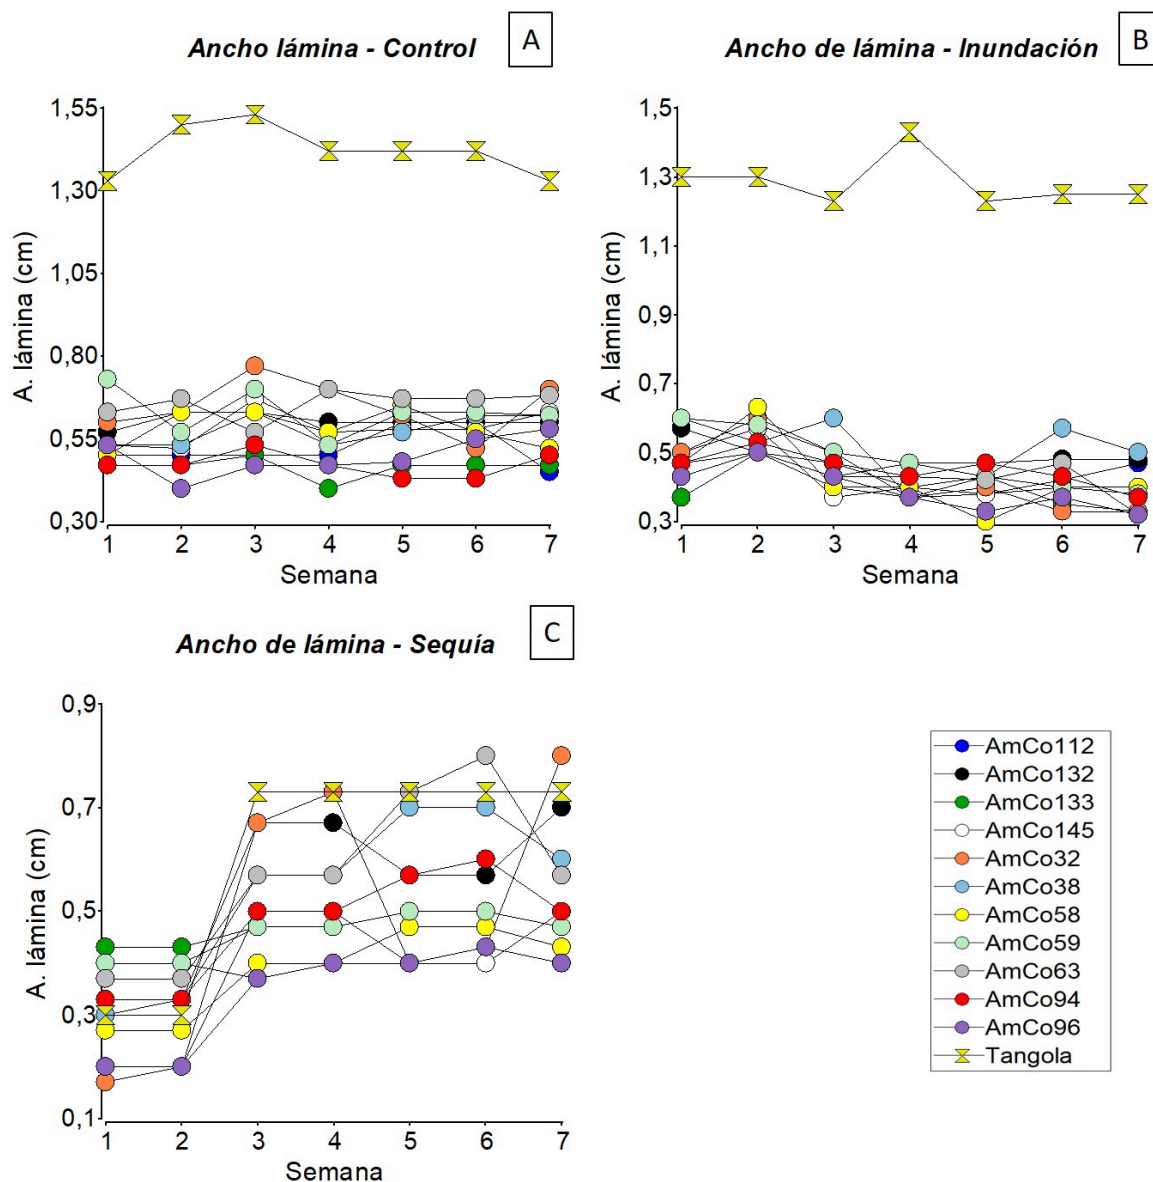 Ancho lámina - Control
A
1,55
1,30
1,05
0,80
0,55
0,30
A. lámina (cm)
1 2 3 4 5 6 7
Semana
Ancho de lámina - Inundación
B
1,5
1,3
1,1
0,9
0,7
0,5
0,3
A. lámina (cm)
1 2 3 4 5 6 7
Semana
Ancho de lámina - Sequía
C
0,9
0,7
0,5
0,3
0,1
A. lámina (cm)
1 2 3 4 5 6 7
Semana
AmCo112
AmCo132
AmCo133
AmCo145
AmCo32
AmCo38
AmCo58
AmCo59
AmCo63
AmCo94
AmCo96
Tangola